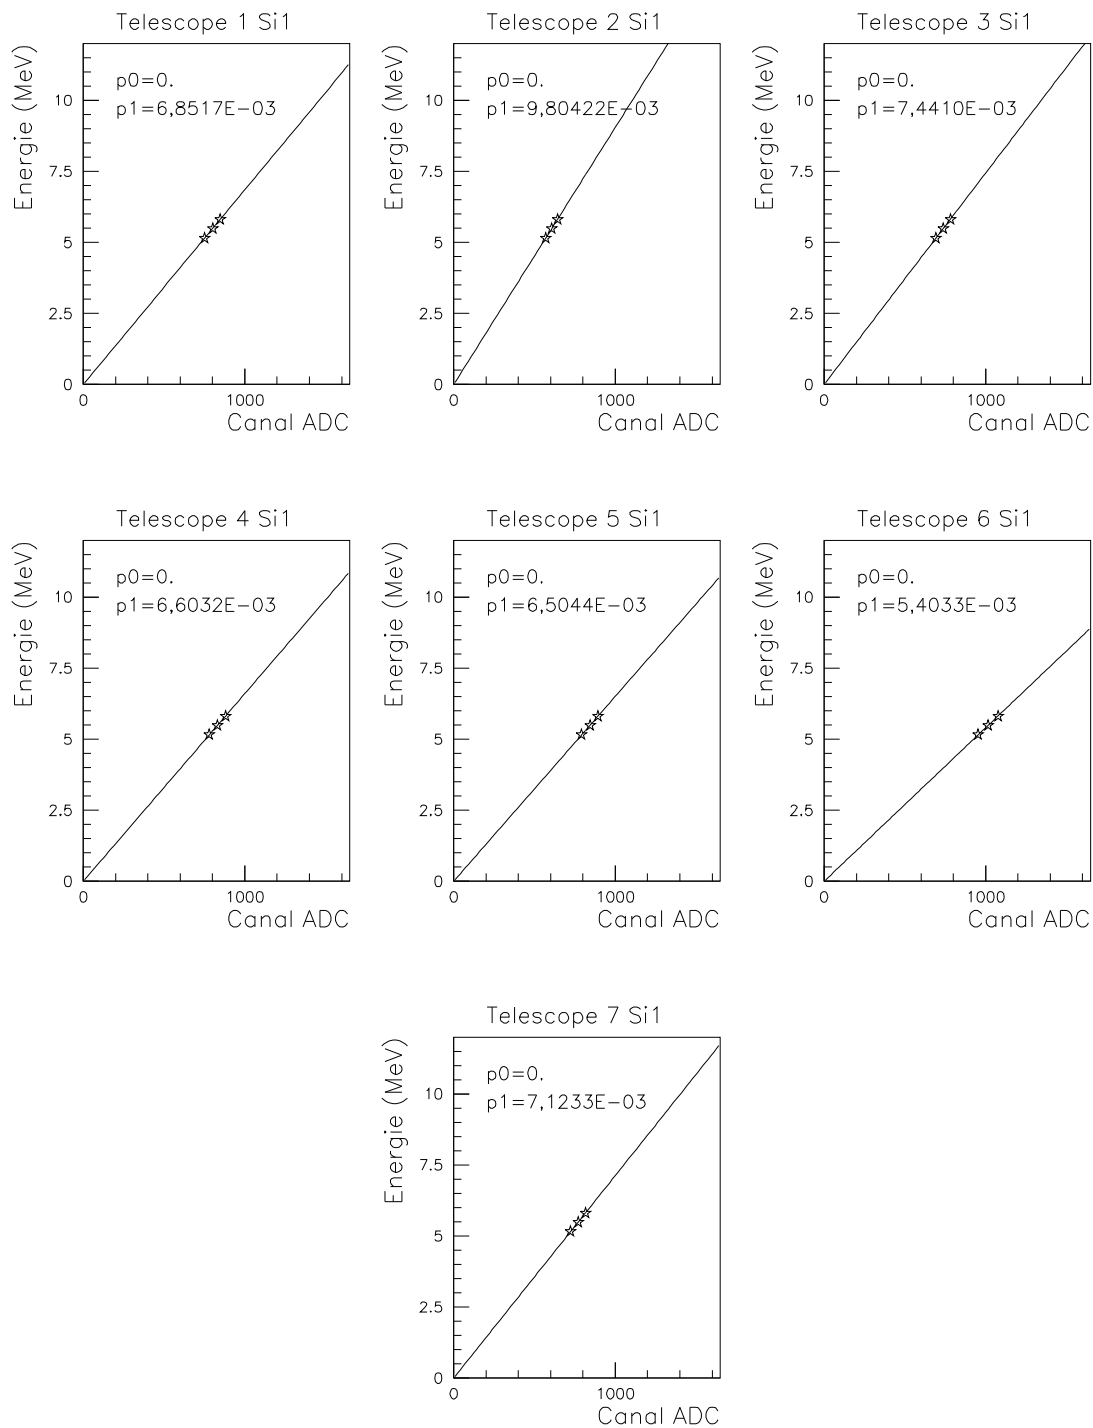 Telescope 1 Si1
Energie (MeV)
p0=0.
p1=6,8517E-03
10
7.5
5
2.5
0
0
1000
Canal ADC
Telescope 2 Si1
Energie (MeV)
p0=0.
p1=9,80422E-03
10
7.5
5
2.5
0
0
1000
Canal ADC
Telescope 3 Si1
Energie (MeV)
p0=0.
p1=7,4410E-03
10
7.5
5
2.5
0
0
1000
Canal ADC
Telescope 4 Si1
Energie (MeV)
p0=0.
p1=6,6032E-03
10
7.5
5
2.5
0
0
1000
Canal ADC
Telescope 5 Si1
Energie (MeV)
p0=0.
p1=6,5044E-03
10
7.5
5
2.5
0
0
1000
Canal ADC
Telescope 6 Si1
Energie (MeV)
p0=0.
p1=5,4033E-03
10
7.5
5
2.5
0
0
1000
Canal ADC
Telescope 7 Si1
Energie (MeV)
p0=0.
p1=7,1233E-03
10
7.5
5
2.5
0
0
1000
Canal ADC